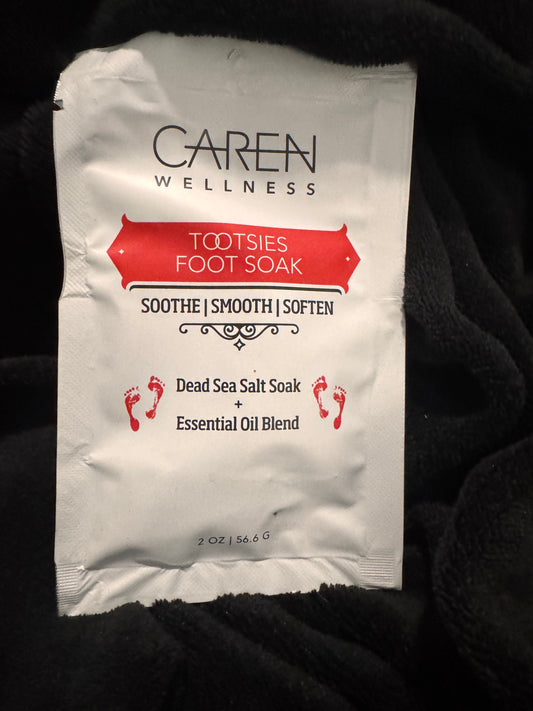 CAREN
WELLNESS
TOOTSIES
FOOT SOAK
SOOTHE | SMOOTH | SOFTEN
Dead Sea Salt Soak
+
Essential Oil Blend
2 OZ | 56.6 G